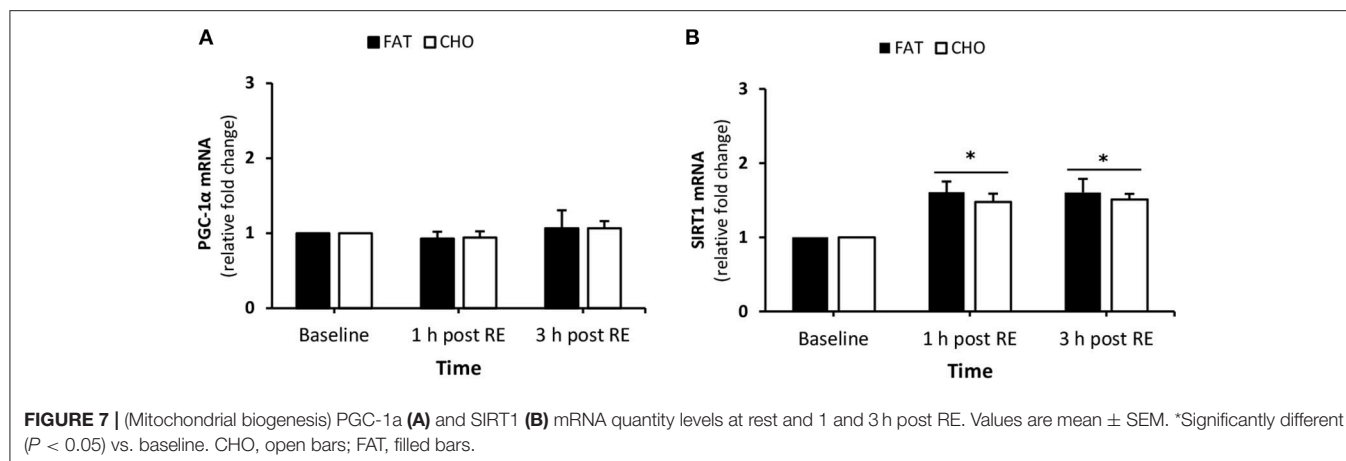 A
FAT CHO
3
2
1
0
PGC-1α mRNA
(relative fold change)
Baseline 1 h post RE 3 h post RE
Time
B
FAT CHO
3
2
1
0
SIRT1 mRNA
(relative fold change)
* *
Baseline 1 h post RE 3 h post RE
Time
FIGURE 7 | (Mitochondrial biogenesis) PGC-1a (A) and SIRT1 (B) mRNA quantity levels at rest and 1 and 3 h post RE. Values are mean ± SEM. *Significantly different
(P < 0.05) vs. baseline. CHO, open bars; FAT, filled bars.